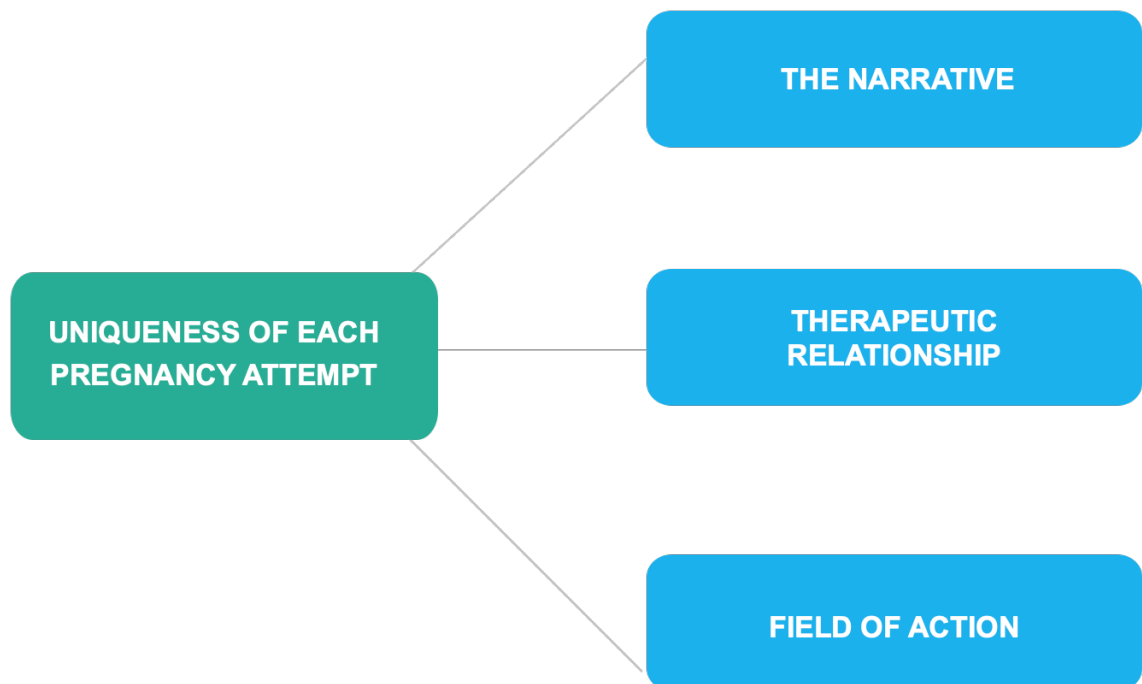 UNIQUENESS OF EACH
PREGNANCY ATTEMPT
THE NARRATIVE
THERAPEUTIC
RELATIONSHIP
FIELD OF ACTION